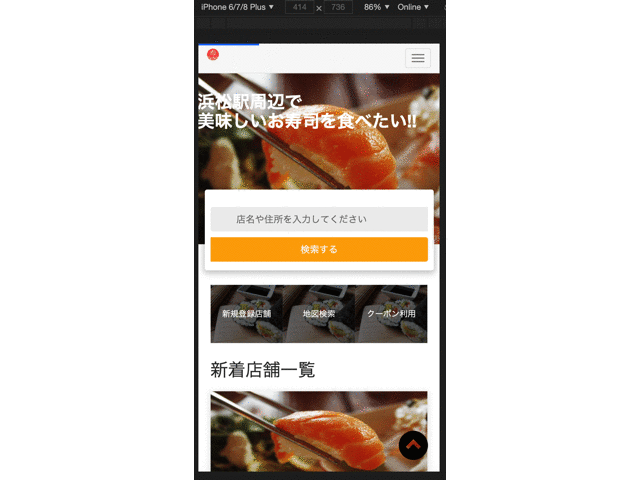 iPhone 6/7/8 Plus ▼ 414 × 736 86% ▼ Online ▼
浜松駅周辺で
美味しいお寿司を食べたい!!
店名や住所を入力してください
検索する
新規登録店舗 地図検索 クーポン利用
新着店舗一覧